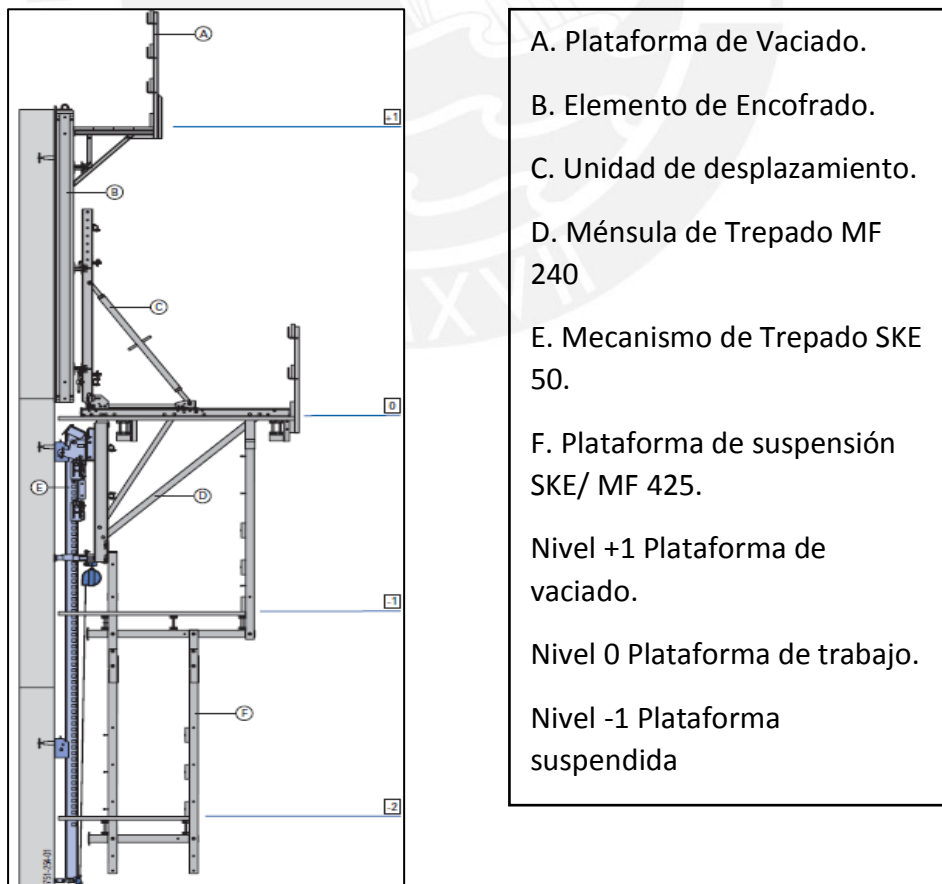 A
+1
B
C
0
E
D
-1
F
-2
A. Plataforma de Vaciado.
B. Elemento de Encofrado.
C. Unidad de desplazamiento.
D. Ménsula de Trepado MF
240
E. Mecanismo de Trepado SKE
50.
F. Plataforma de suspensión
SKE/ MF 425.
Nivel +1 Plataforma de
vaciado.
Nivel 0 Plataforma de trabajo.
Nivel -1 Plataforma
suspendida